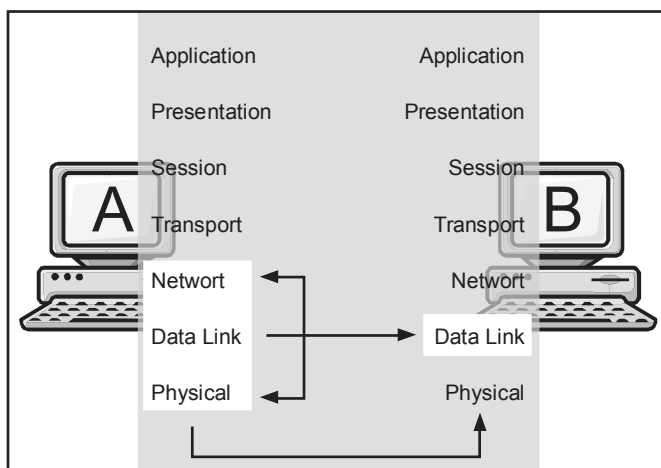 Application Application
Presentation Presentation
Session Session
A Transport Transport B
Networt Networt
Data Link Data Link
Physical Physical